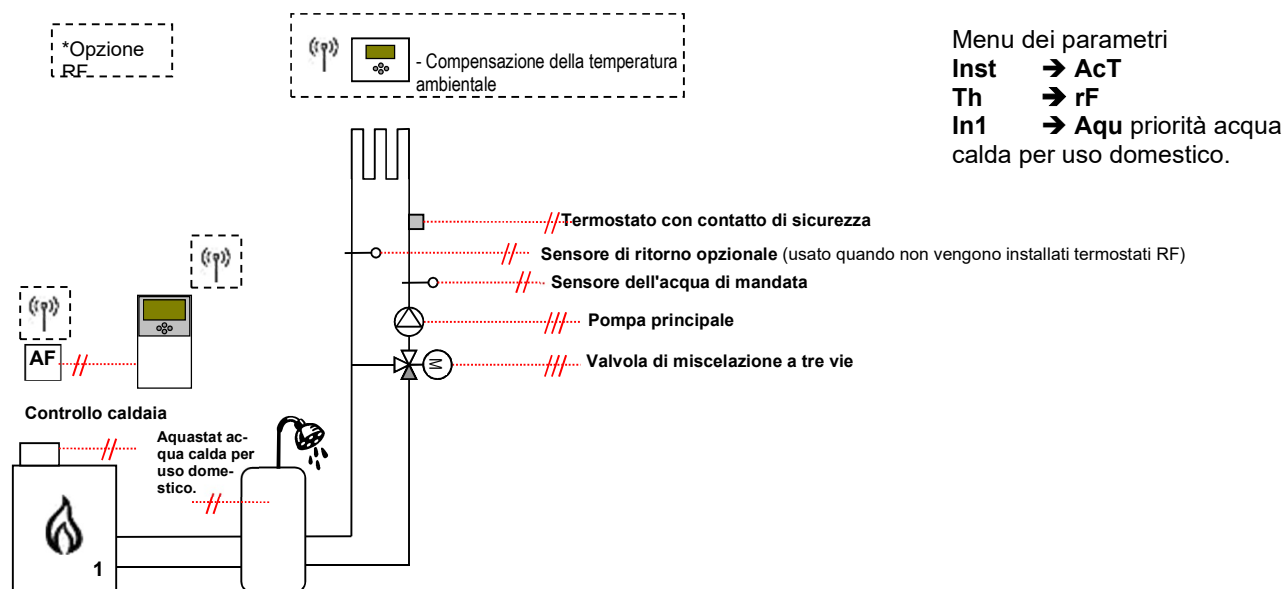 *Opzione
RF
- Compensazione della temperatura
ambientale
Menu dei parametri
Inst ➔ AcT
Th ➔ rF
In1 ➔ Aqu priorità acqua
calda per uso domestico.
Termostato con contatto di sicurezza
Sensore di ritorno opzionale (usato quando non vengono installati termostati RF)
Sensore dell'acqua di mandata
Pompa principale
Valvola di miscelazione a tre vie
M
AF
Controllo caldaia
Aquastat ac-
qua calda per
uso dome-
stico.
1